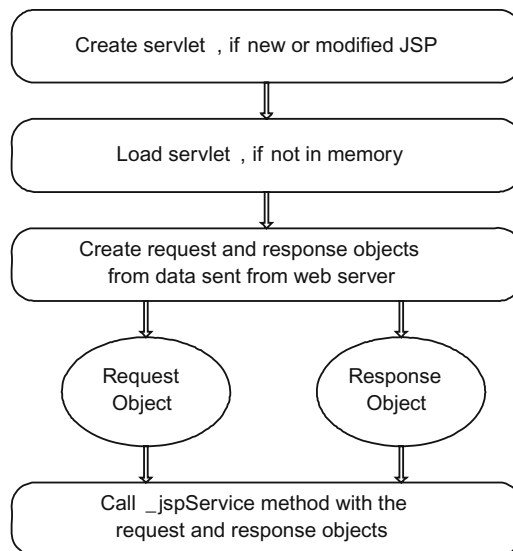 Create servlet , if new or modified JSP
Load servlet , if not in memory
Create request and response objects
from data sent from web server
Request
Object
Response
Object
Call _jspService method with the
request and response objects